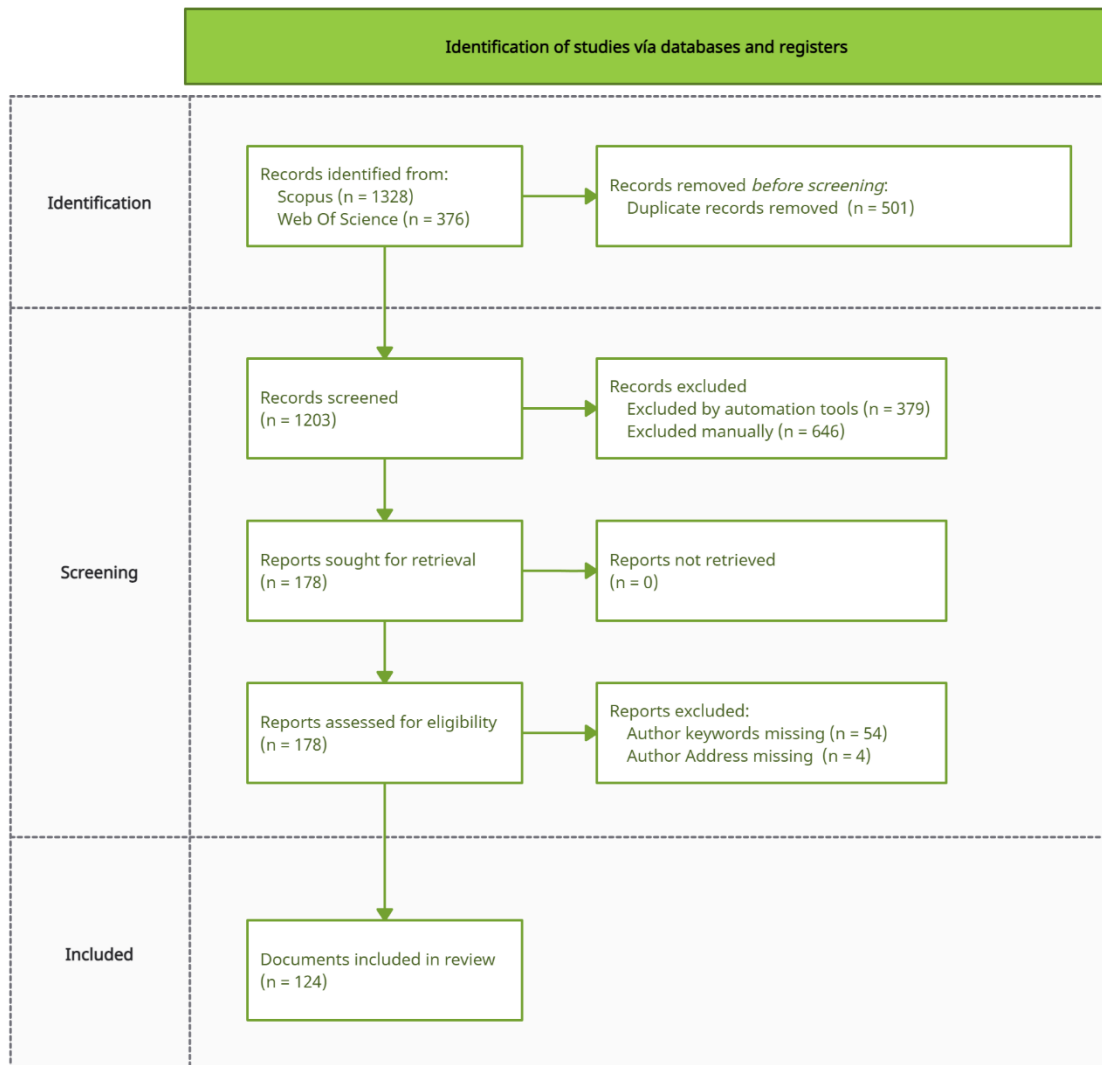 Identification of studies vía databases and registers
Identification
Records identified from:
Scopus (n = 1328)
Web Of Science (n = 376)
Records removed before screening:
Duplicate records removed  (n = 501)
Screening
Records screened
(n = 1203)
Records excluded
Excluded by automation tools (n = 379)
Excluded manually (n = 646)
Reports sought for retrieval
(n = 178)
Reports not retrieved
(n = 0)
Reports assessed for eligibility
(n = 178)
Reports excluded:
Author keywords missing (n = 54)
Author Address missing  (n = 4)
Included
Documents included in review
(n = 124)